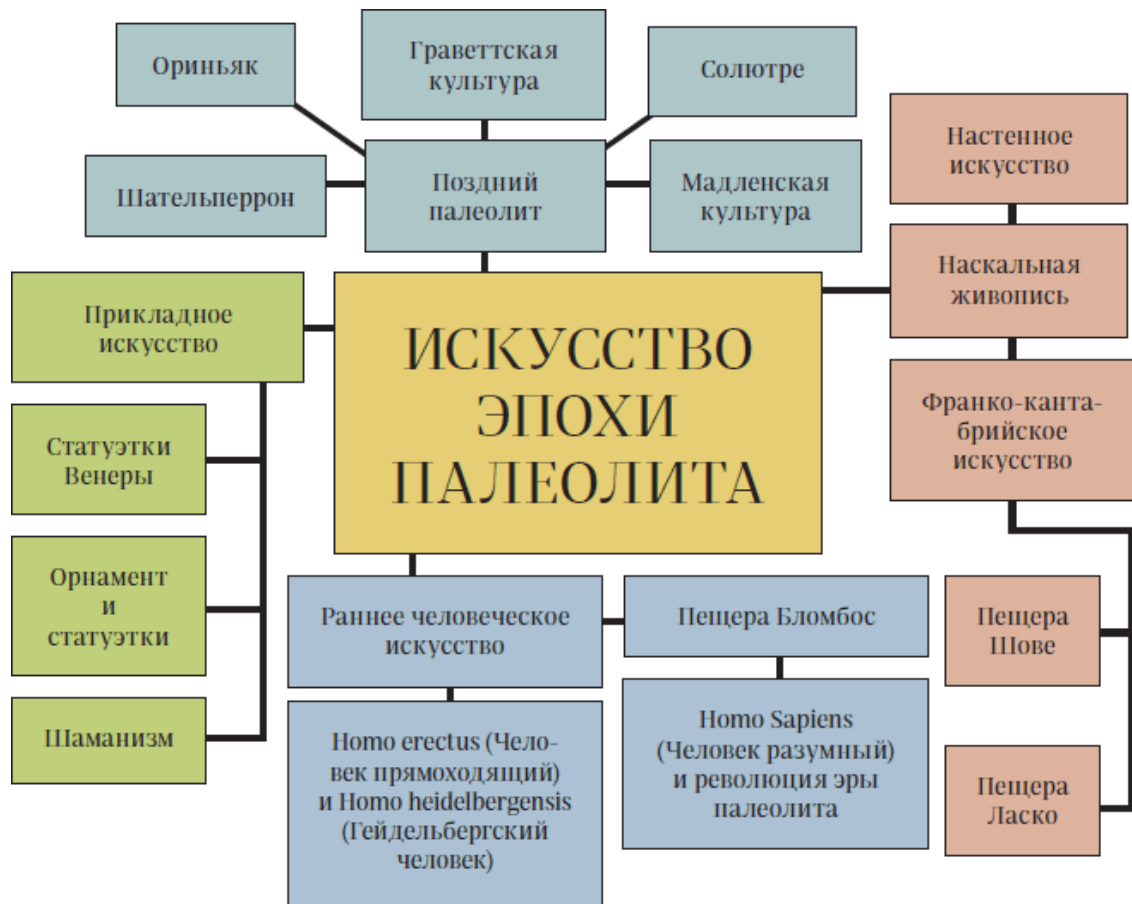 Ориньяк
Граветтская
культура
Солютре
Шательперрон
Поздний
палеолит
Мадленская
культура
Настенное
искусство
Наскальная
живопись
Франко-канта-
брийское
искусство
Пещера
Шове
Пещера
Ласко
Прикладное
искусство
Статуэтки
Венеры
Орнамент
и
статуэтки
Шаманизм
ИСКУССТВО
ЭПОХИ
ПАЛЕОЛИТА
Раннее человеческое
искусство
Пещера Бломбос
Homo erectus (Чело-
век прямоходящий)
и Homo heidelbergensis
(Гейдельбергский
человек)
Homo Sapiens
(Человек разумный)
и революция эры
палеолита